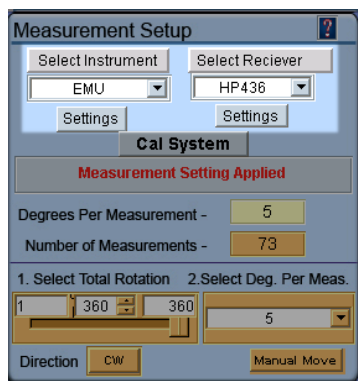 Measurement Setup ?
Select Instrument Select Reciever
EMU HP436
Settings Settings
Cal System
Measurement Setting Applied
Degrees Per Measurement - 5
Number of Measurements - 73
1. Select Total Rotation 2.Select Deg. Per Meas.
1 360 360
5
Direction CW Manual Move